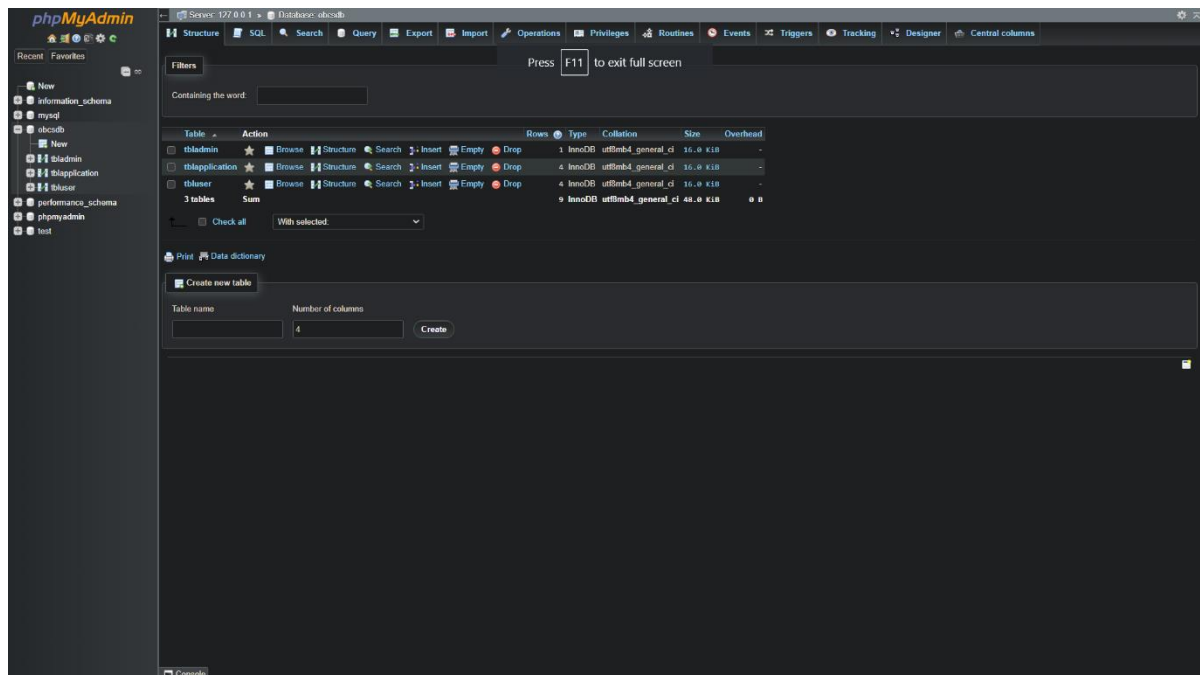 phpMyAdmin
Recent Favorites
New
information_schema
mysql
obcsdb
New
tbladmin
tblapplication
tbluser
performance_schema
phpmyadmin
test
Server: 127.0.0.1 » Database: obcsdb
Structure SQL Search Query Export Import Operations Privileges Routines Events Triggers Tracking Designer Central columns
Press F11 to exit full screen
Filters
Containing the word:
Table Action Rows Type Collation Size Overhead
tbladmin Browse Structure Search Insert Empty Drop 1 InnoDB utf8mb4_general_ci 16.0 KiB -
tblapplication Browse Structure Search Insert Empty Drop 4 InnoDB utf8mb4_general_ci 16.0 KiB -
tbluser Browse Structure Search Insert Empty Drop 4 InnoDB utf8mb4_general_ci 16.0 KiB -
3 tables Sum 9 InnoDB utf8mb4_general_ci 48.0 KiB 0 B
Check all With selected:
Print Data dictionary
Create new table
Table name Number of columns
4 Create
Console